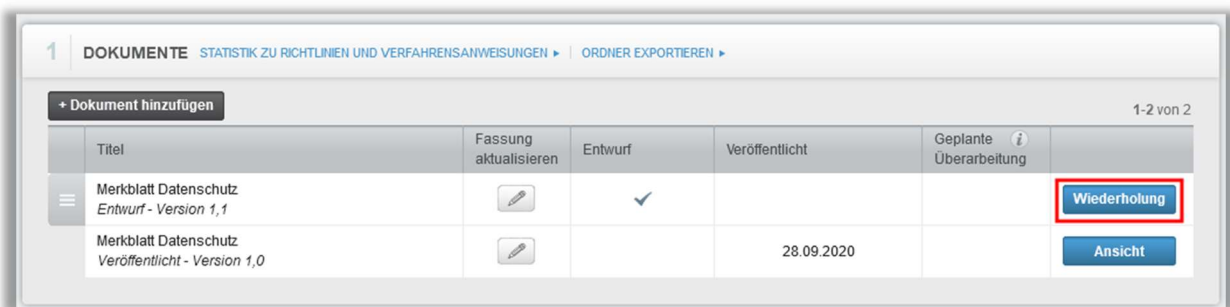 1 DOKUMENTE STATISTIK ZU RICHTLINIEN UND VERFAHRENSANWEISUNGEN ▸ | ORDNER EXPORTIEREN ▸
+ Dokument hinzufügen
1-2 von 2
Titel
Fassung
aktualisieren
Entwurf
Veröffentlicht
Geplante i
Überarbeitung
Merkblatt Datenschutz
Entwurf - Version 1,1
Wiederholung
Merkblatt Datenschutz
Veröffentlicht - Version 1,0
28.09.2020
Ansicht